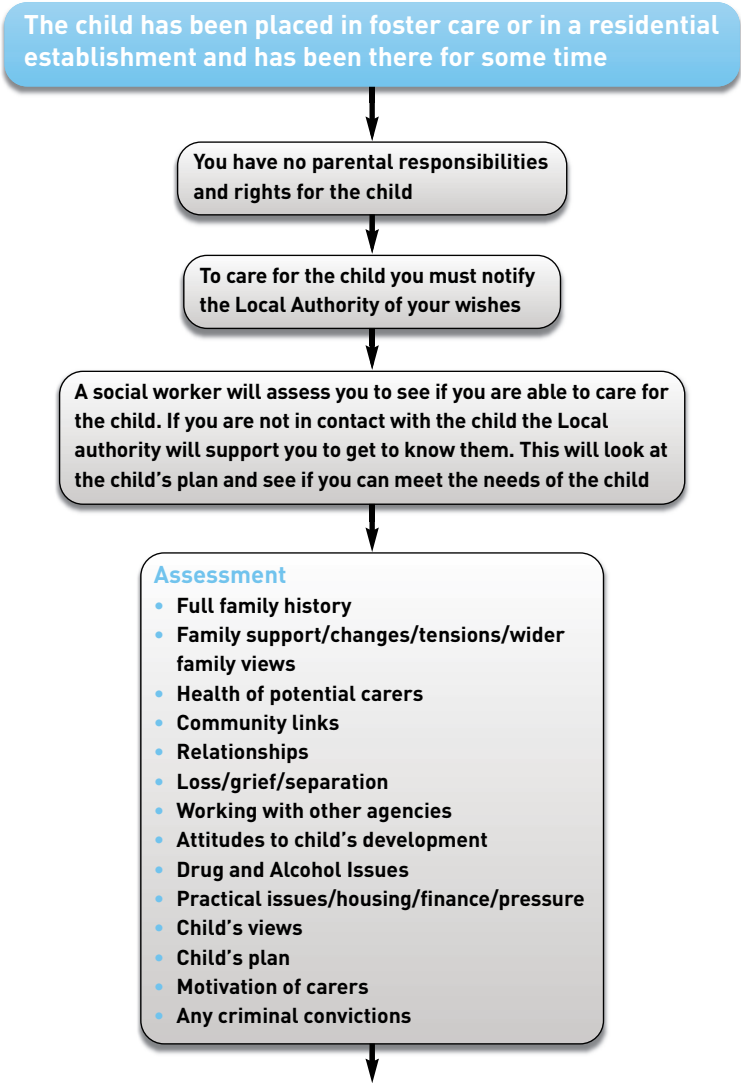 The child has been placed in foster care or in a residential
establishment and has been there for some time
You have no parental responsibilities
and rights for the child
To care for the child you must notify
the Local Authority of your wishes
A social worker will assess you to see if you are able to care for
the child. If you are not in contact with the child the Local
authority will support you to get to know them. This will look at
the child’s plan and see if you can meet the needs of the child
Assessment
• Full family history
• Family support/changes/tensions/wider
family views
• Health of potential carers
• Community links
• Relationships
• Loss/grief/separation
• Working with other agencies
• Attitudes to child’s development
• Drug and Alcohol Issues
• Practical issues/housing/finance/pressure
• Child’s views
• Child’s plan
• Motivation of carers
• Any criminal convictions